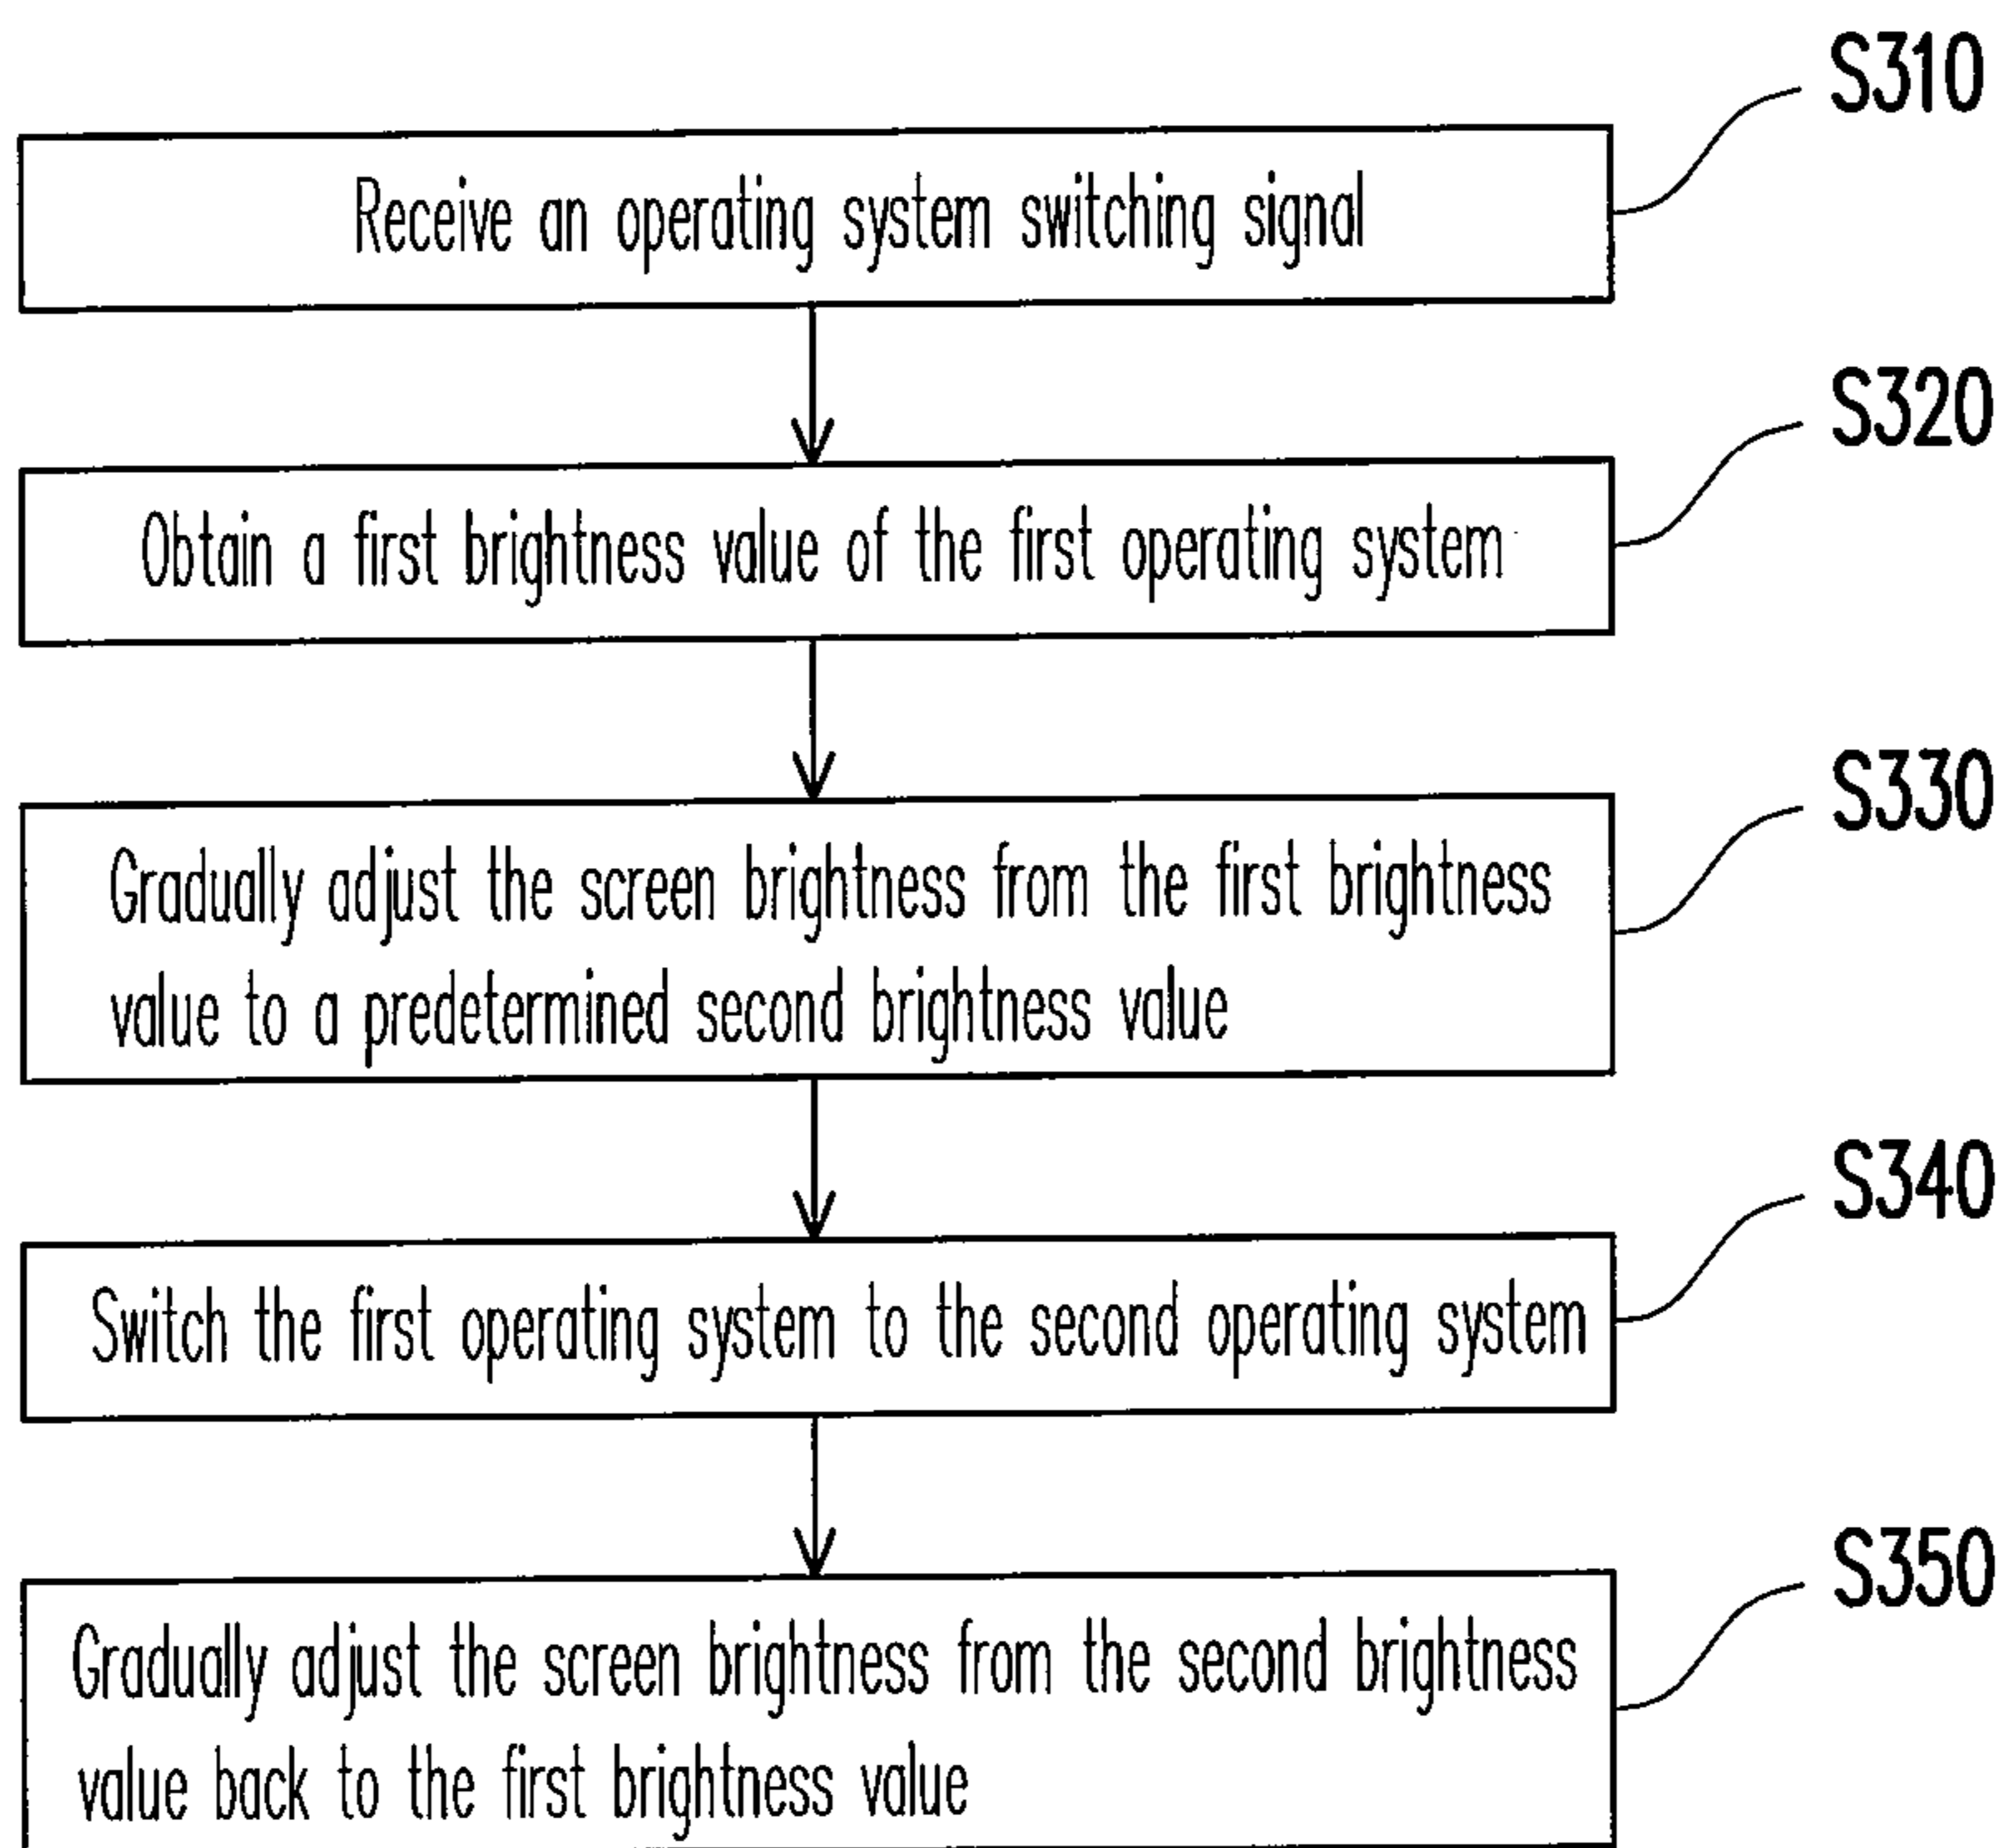 S310
Receive an operating system switching signal
S320
Obtain a first brightness value of the first operating system
S330
Gradually adjust the screen brightness from the first brightness
value to a predetermined second brightness value
S340
Switch the first operating system to the second operating system
S350
Gradually adjust the screen brightness from the second brightness
value back to the first brightness value